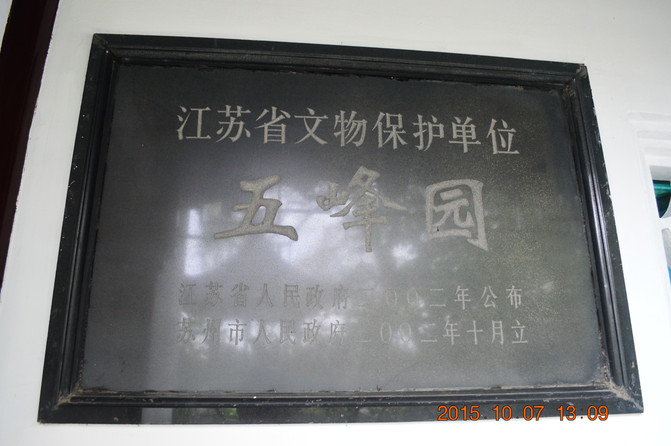 江苏省文物保护单位
五峰园
江苏省人民政府二〇〇二年公布
苏州市人民政府二〇〇二年十月立
2015.10.07 13:09